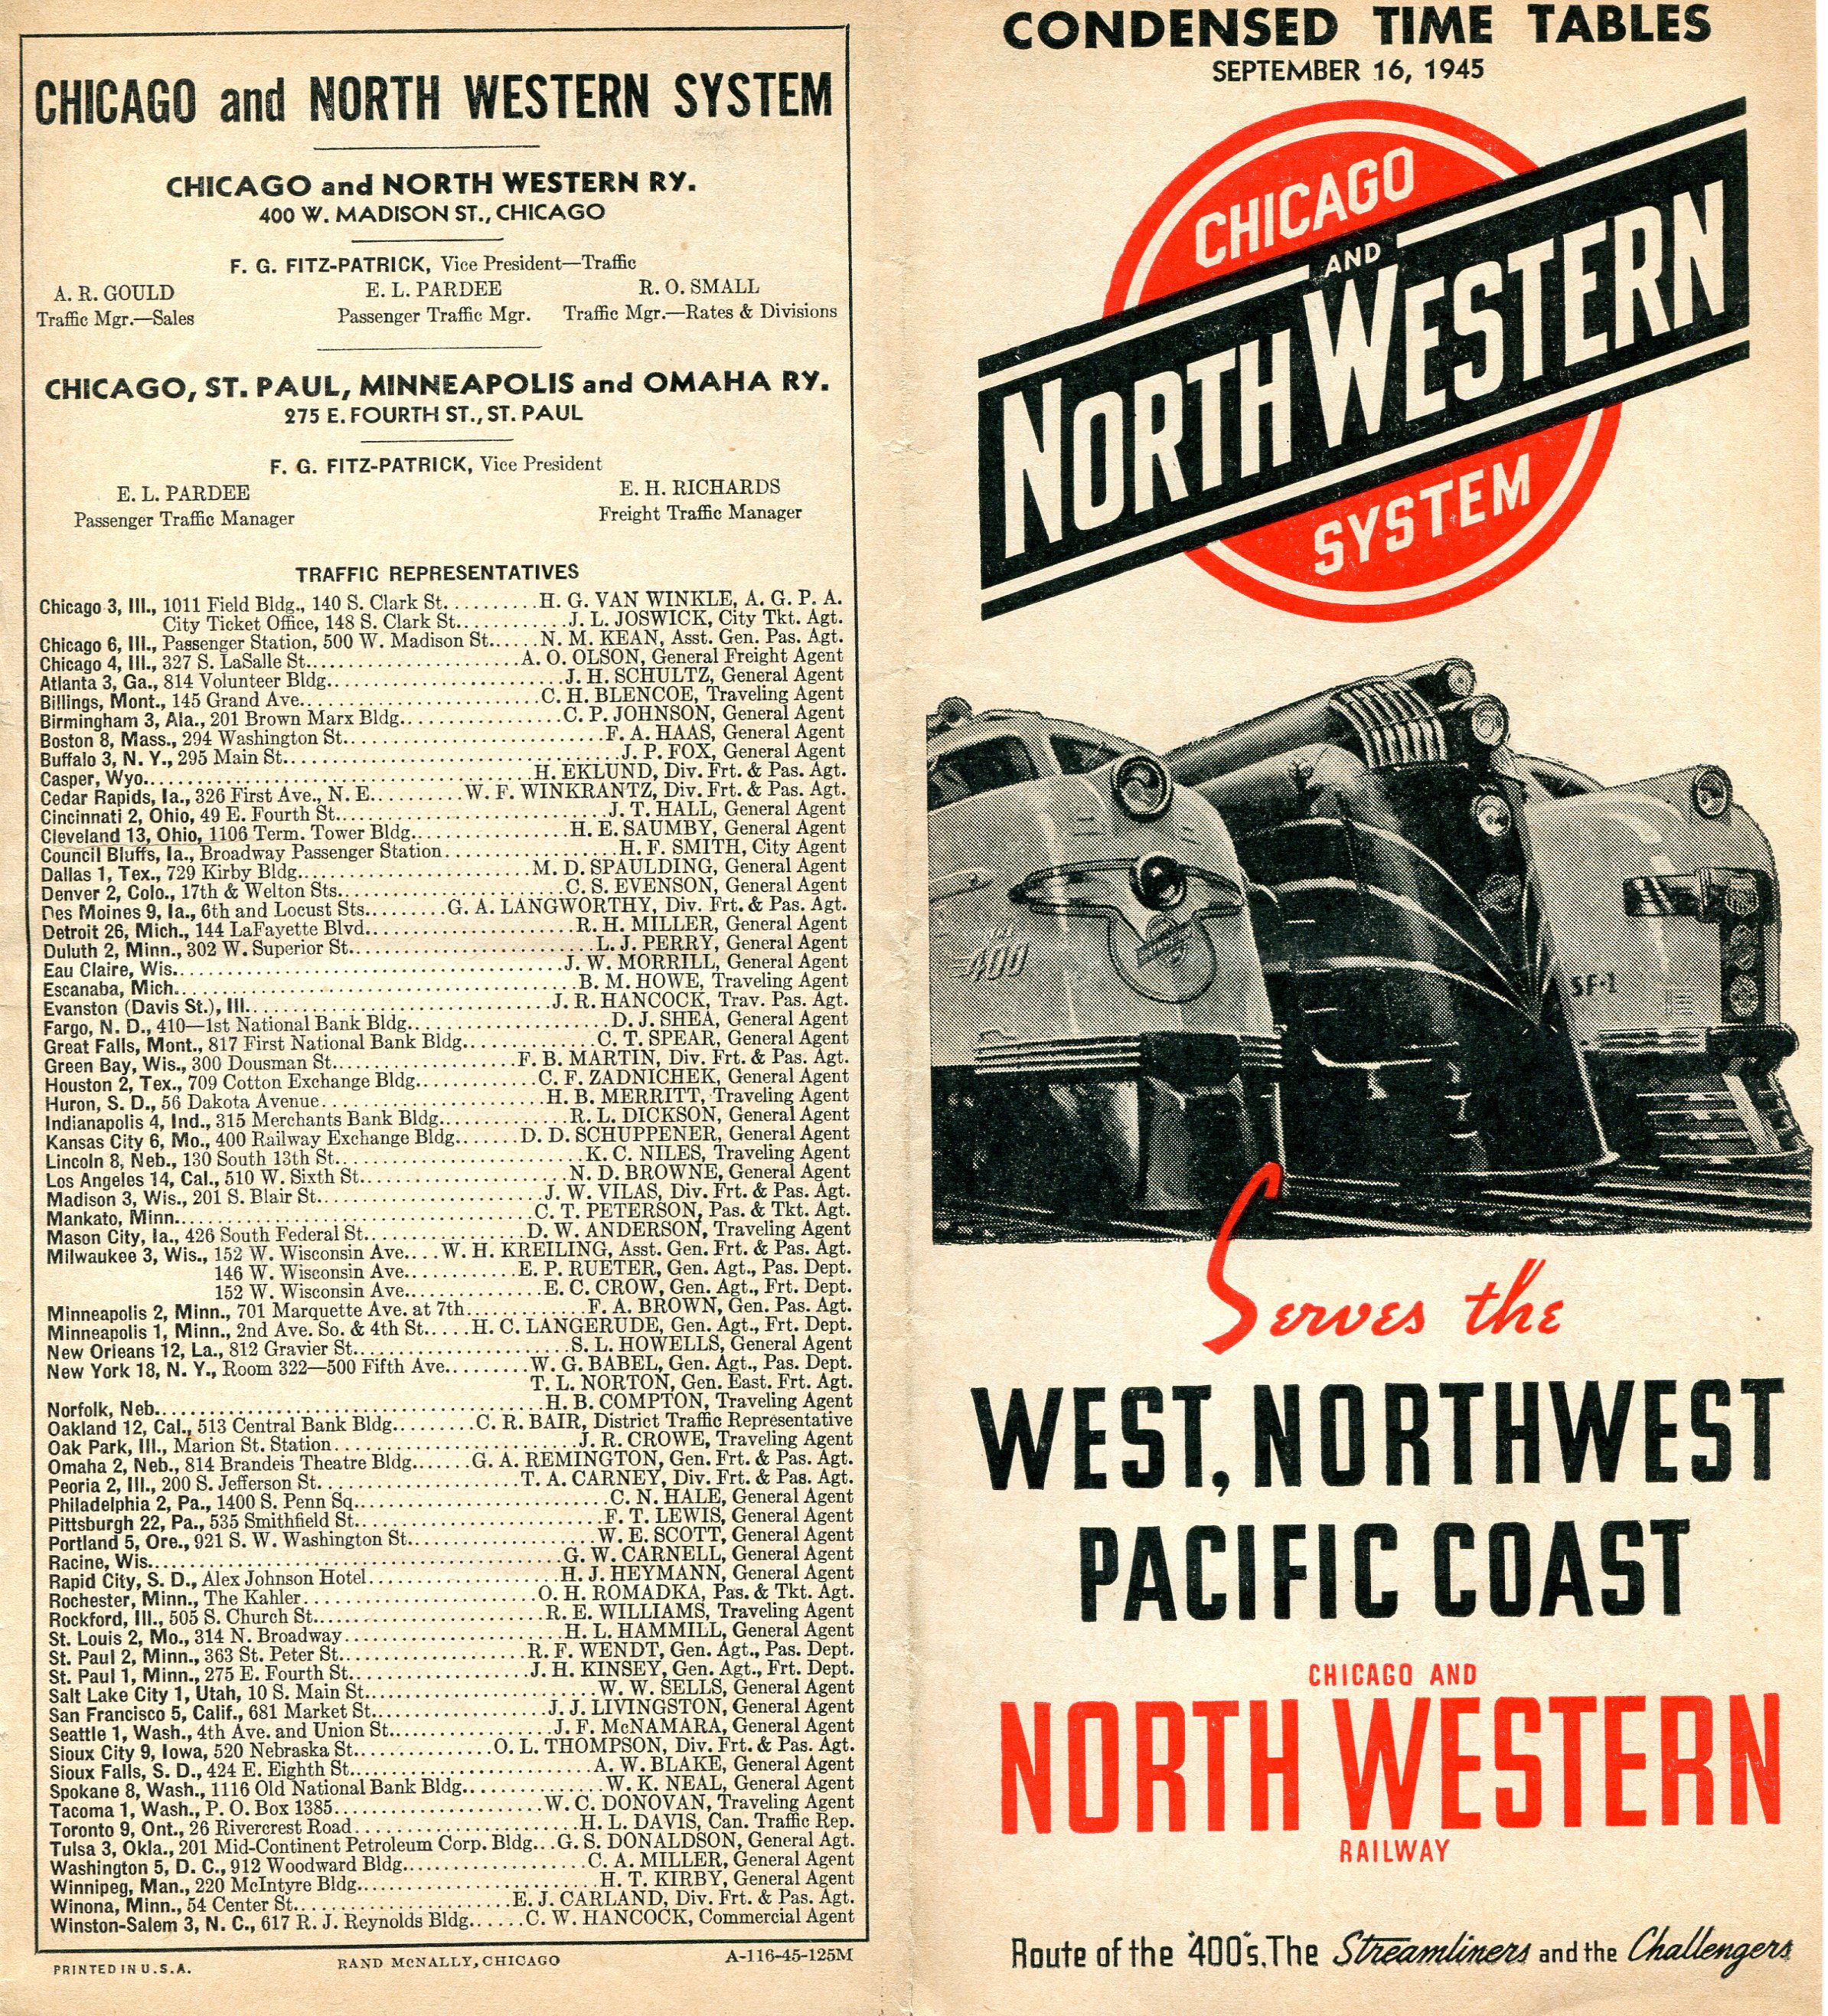 CHICAGO and NORTH WESTERN SYSTEM
CHICAGO and NORTH WESTERN RY.
400 W. MADISON ST., CHICAGO
F. G. FITZ-PATRICK, Vice President—Traffic
A. R. GOULD E. L. PARDEE R. O. SMALL
Traffic Mgr.—Sales Passenger Traffic Mgr. Traffic Mgr.—Rates & Divisions
CHICAGO, ST. PAUL, MINNEAPOLIS and OMAHA RY.
275 E. FOURTH ST., ST. PAUL
F. G. FITZ-PATRICK, Vice President
E. L. PARDEE E. H. RICHARDS
Passenger Traffic Manager Freight Traffic Manager
TRAFFIC REPRESENTATIVES
Chicago 3, Ill., 1011 Field Bldg., 140 S. Clark St..........H. G. VAN WINKLE, A. G. P. A.
City Ticket Office, 148 S. Clark St............J. L. JOSWICK, City Tkt. Agt.
Chicago 6, Ill., Passenger Station, 500 W. Madison St.....N. M. KEAN, Asst. Gen. Pas. Agt.
Chicago 4, Ill., 327 S. LaSalle St......................A. O. OLSON, General Freight Agent
Atlanta 3, Ga., 814 Volunteer Bldg........................J. H. SCHULTZ, General Agent
Billings, Mont., 145 Grand Ave........................C. H. BLENCOE, Traveling Agent
Birmingham 3, Ala., 201 Brown Marx Bldg.................C. P. JOHNSON, General Agent
Boston 8, Mass., 294 Washington St..........................F. A. HAAS, General Agent
Buffalo 3, N. Y., 295 Main St...................................J. P. FOX, General Agent
Casper, Wyo.....................................H. EKLUND, Div. Frt. & Pas. Agt.
Cedar Rapids, Ia., 326 First Ave., N. E..........W. F. WINKRANTZ, Div. Frt. & Pas. Agt.
Cincinnati 2, Ohio, 49 E. Fourth St...........................J. T. HALL, General Agent
Cleveland 13, Ohio, 1106 Term. Tower Bldg................H. E. SAUMBY, General Agent
Council Bluffs, Ia., Broadway Passenger Station..................H. F. SMITH, City Agent
Dallas 1, Tex., 729 Kirby Bldg.......................M. D. SPAULDING, General Agent
Denver 2, Colo., 17th & Welton Sts......................C. S. EVENSON, General Agent
Des Moines 9, Ia., 6th and Locust Sts.........G. A. LANGWORTHY, Div. Frt. & Pas. Agt.
Detroit 26, Mich., 144 LaFayette Blvd.....................R. H. MILLER, General Agent
Duluth 2, Minn., 302 W. Superior St.........................L. J. PERRY, General Agent
Eau Claire, Wis..........................................J. W. MORRILL, General Agent
Escanaba, Mich...........................................B. M. HOWE, Traveling Agent
Evanston (Davis St.), Ill................................J. R. HANCOCK, Trav. Pas. Agt.
Fargo, N. D., 410—1st National Bank Bldg....................D. J. SHEA, General Agent
Great Falls, Mont., 817 First National Bank Bldg.............C. T. SPEAR, General Agent
Green Bay, Wis., 300 Dousman St...................F. B. MARTIN, Div. Frt. & Pas. Agt.
Houston 2, Tex., 709 Cotton Exchange Bldg............C. F. ZADNICHEK, General Agent
Huron, S. D., 56 Dakota Avenue.......................H. B. MERRITT, Traveling Agent
Indianapolis 4, Ind., 315 Merchants Bank Bldg.............R. L. DICKSON, General Agent
Kansas City 6, Mo., 400 Railway Exchange Bldg.......D. D. SCHUPPENER, General Agent
Lincoln 8, Neb., 130 South 13th St.........................K. C. NILES, Traveling Agent
Los Angeles 14, Cal., 510 W. Sixth St.....................N. D. BROWNE, General Agent
Madison 3, Wis., 201 S. Blair St......................J. W. VILAS, Div. Frt. & Pas. Agt.
Mankato, Minn....................................C. T. PETERSON, Pas. & Tkt. Agt.
Mason City, Ia., 426 South Federal St.................D. W. ANDERSON, Traveling Agent
Milwaukee 3, Wis., 152 W. Wisconsin Ave....W. H. KREILING, Asst. Gen. Frt. & Pas. Agt.
146 W. Wisconsin Ave...........E. P. RUETER, Gen. Agt., Pas. Dept.
152 W. Wisconsin Ave..............E. C. CROW, Gen. Agt., Frt. Dept.
Minneapolis 2, Minn., 701 Marquette Ave. at 7th............F. A. BROWN, Gen. Pas. Agt.
Minneapolis 1, Minn., 2nd Ave. So. & 4th St.....H. C. LANGERUDE, Gen. Agt., Frt. Dept.
New Orleans 12, La., 812 Gravier St......................S. L. HOWELLS, General Agent
New York 18, N. Y., Room 322—500 Fifth Ave.........W. G. BABEL, Gen. Agt., Pas. Dept.
T. L. NORTON, Gen. East. Frt. Agt.
Norfolk, Neb.........................................H. B. COMPTON, Traveling Agent
Oakland 12, Cal., 513 Central Bank Bldg.........C. R. BAIR, District Traffic Representative
Oak Park, Ill., Marion St. Station.........................J. R. CROWE, Traveling Agent
Omaha 2, Neb., 814 Brandeis Theatre Bldg......G. A. REMINGTON, Gen. Frt. & Pas. Agt.
Peoria 2, Ill., 200 S. Jefferson St.....................T. A. CARNEY, Div. Frt. & Pas. Agt.
Philadelphia 2, Pa., 1400 S. Penn Sq.........................C. N. HALE, General Agent
Pittsburgh 22, Pa., 535 Smithfield St.........................F. T. LEWIS, General Agent
Portland 5, Ore., 921 S. W. Washington St...................W. E. SCOTT, General Agent
Racine, Wis..........................................G. W. CARNELL, General Agent
Rapid City, S. D., Alex Johnson Hotel...................H. J. HEYMANN, General Agent
Rochester, Minn., The Kahler.......................O. H. ROMADKA, Pas. & Tkt. Agt.
Rockford, Ill., 505 S. Church St......................R. E. WILLIAMS, Traveling Agent
St. Louis 2, Mo., 314 N. Broadway......................H. L. HAMMILL, General Agent
St. Paul 2, Minn., 363 St. Peter St..................R. F. WENDT, Gen. Agt., Pas. Dept.
St. Paul 1, Minn., 275 E. Fourth St.................J. H. KINSEY, Gen. Agt., Frt. Dept.
Salt Lake City 1, Utah, 10 S. Main St.......................W. W. SELLS, General Agent
San Francisco 5, Calif., 681 Market St.................J. J. LIVINGSTON, General Agent
Seattle 1, Wash., 4th Ave. and Union St................J. F. McNAMARA, General Agent
Sioux City 9, Iowa, 520 Nebraska St..............O. L. THOMPSON, Div. Frt. & Pas. Agt.
Sioux Falls, S. D., 424 E. Eighth St........................A. W. BLAKE, General Agent
Spokane 8, Wash., 1116 Old National Bank Bldg.............W. K. NEAL, General Agent
Tacoma 1, Wash., P. O. Box 1385.....................W. C. DONOVAN, Traveling Agent
Toronto 9, Ont., 26 Rivercrest Road.....................H. L. DAVIS, Can. Traffic Rep.
Tulsa 3, Okla., 201 Mid-Continent Petroleum Corp. Bldg...G. S. DONALDSON, General Agt.
Washington 5, D. C., 912 Woodward Bldg...................C. A. MILLER, General Agent
Winnipeg, Man., 220 McIntyre Bldg.........................H. T. KIRBY, General Agent
Winona, Minn., 54 Center St......................E. J. CARLAND, Div. Frt. & Pas. Agt.
Winston-Salem 3, N. C., 617 R. J. Reynolds Bldg......C. W. HANCOCK, Commercial Agent
PRINTED IN U.S.A. RAND McNALLY, CHICAGO A-116-45-125M
CONDENSED TIME TABLES
SEPTEMBER 16, 1945
CHICAGO
AND
NORTH WESTERN
SYSTEM
The 400
SF-1
Serves the
WEST, NORTHWEST
PACIFIC COAST
CHICAGO AND
NORTH WESTERN
RAILWAY
Route of the '400's, The Streamliners and the Challengers